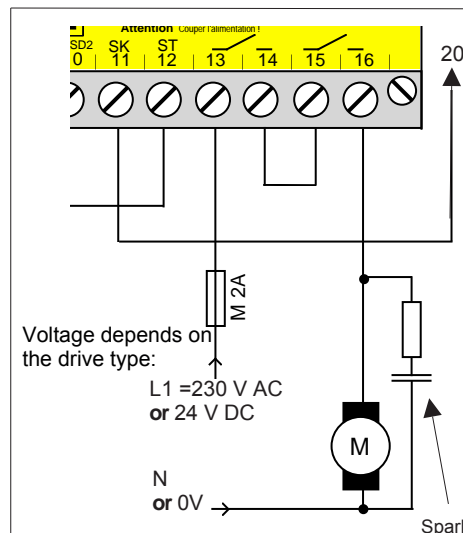 Attention Couper l'alimentation !
SD2 SK ST
0 11 12 13 14 15 16
20
M 2A
Voltage depends on
the drive type:
L1 =230 V AC
or 24 V DC
M
N
or 0V